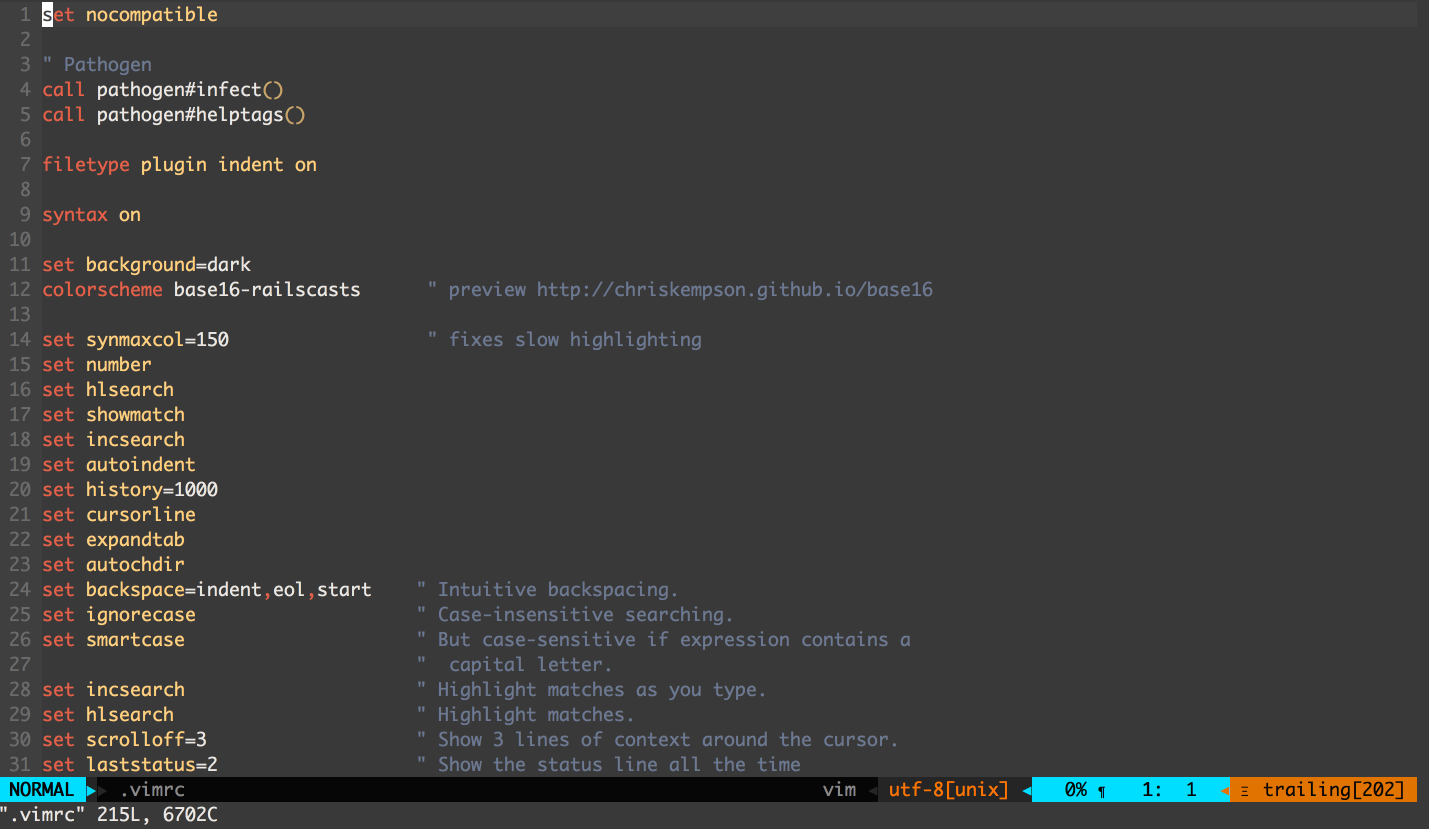 1 set nocompatible
2
3 " Pathogen
4 call pathogen#infect()
5 call pathogen#helptags()
6
7 filetype plugin indent on
8
9 syntax on
10
11 set background=dark
12 colorscheme base16-railscasts      " preview http://chriskempson.github.io/base16
13
14 set synmaxcol=150                  " fixes slow highlighting
15 set number
16 set hlsearch
17 set showmatch
18 set incsearch
19 set autoindent
20 set history=1000
21 set cursorline
22 set expandtab
23 set autochdir
24 set backspace=indent,eol,start    " Intuitive backspacing.
25 set ignorecase                    " Case-insensitive searching.
26 set smartcase                     " But case-sensitive if expression contains a
27                                   "  capital letter.
28 set incsearch                     " Highlight matches as you type.
29 set hlsearch                      " Highlight matches.
30 set scrolloff=3                   " Show 3 lines of context around the cursor.
31 set laststatus=2                  " Show the status line all the time
NORMAL .vimrc vim utf-8[unix] 0% ¶ 1: 1 Ξ trailing[202]
".vimrc" 215L, 6702C